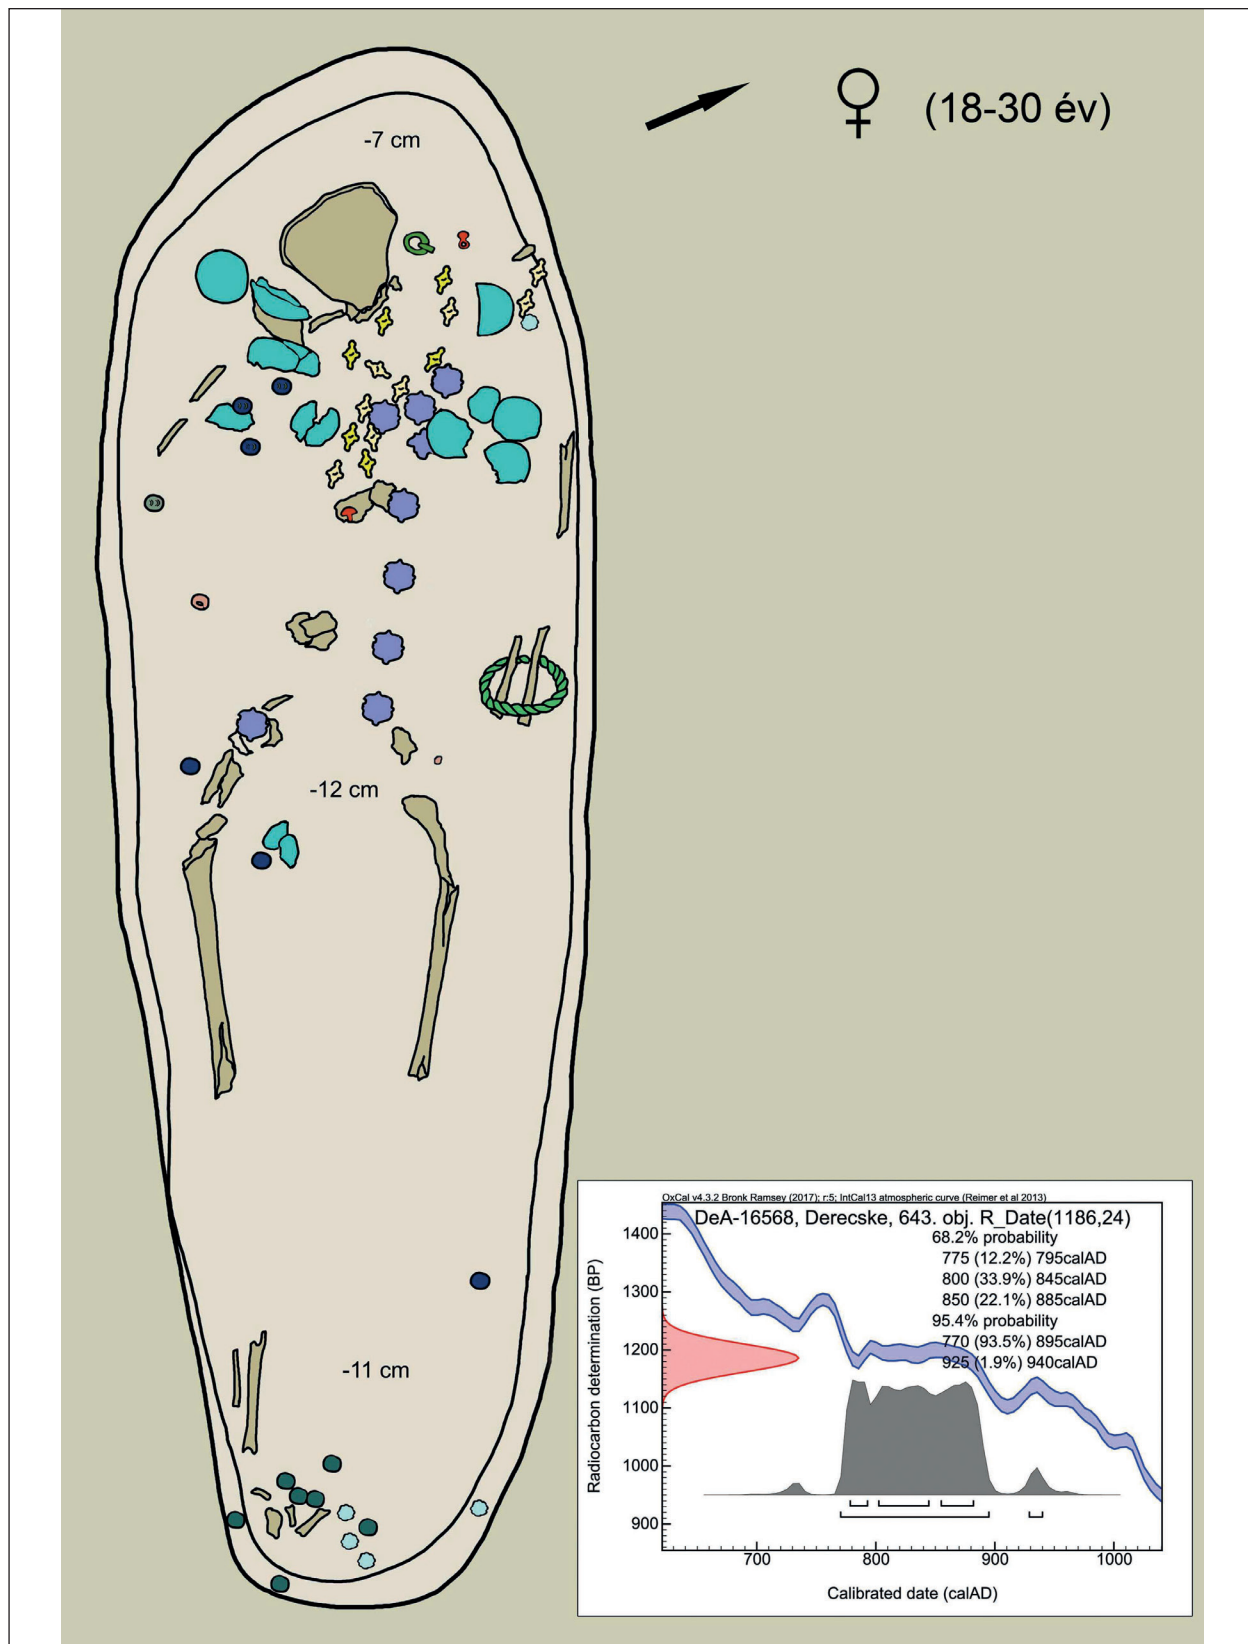 ♀ (18-30 év)
-7 cm
-12 cm
-11 cm
OxCal v4.3.2 Bronk Ramsey (2017); r:5; IntCal13 atmospheric curve (Reimer et al 2013)
DeA-16568, Derecske, 643. obj. R_Date(1186,24)
68.2% probability
775 (12.2%) 795calAD
800 (33.9%) 845calAD
850 (22.1%) 885calAD
95.4% probability
770 (93.5%) 895calAD
925 (1.9%) 940calAD
Radiocarbon determination (BP)
1400
1300
1200
1100
1000
900
700 800 900 1000
Calibrated date (calAD)